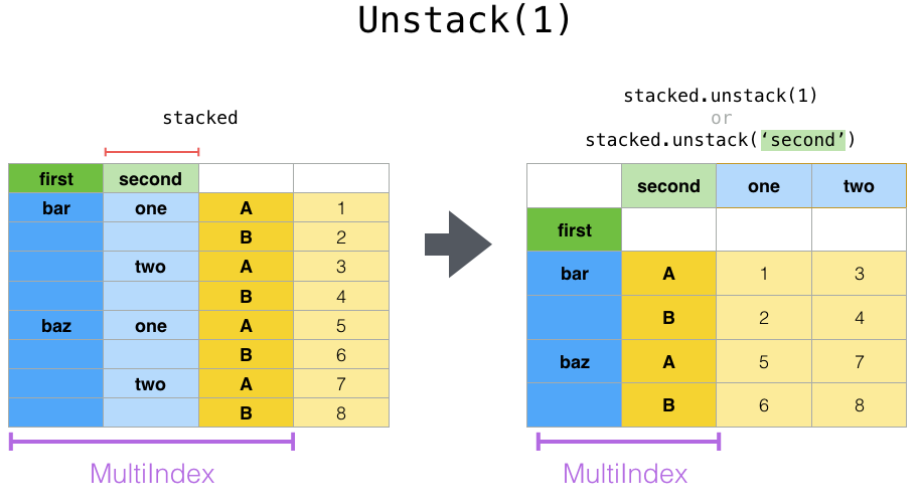 Unstack(1)
stacked
stacked.unstack(1)
or
stacked.unstack(‘second’)
first second
bar one A 1
B 2
two A 3
B 4
baz one A 5
B 6
two A 7
B 8
MultiIndex
second one two
first
bar A 1 3
B 2 4
baz A 5 7
B 6 8
MultiIndex